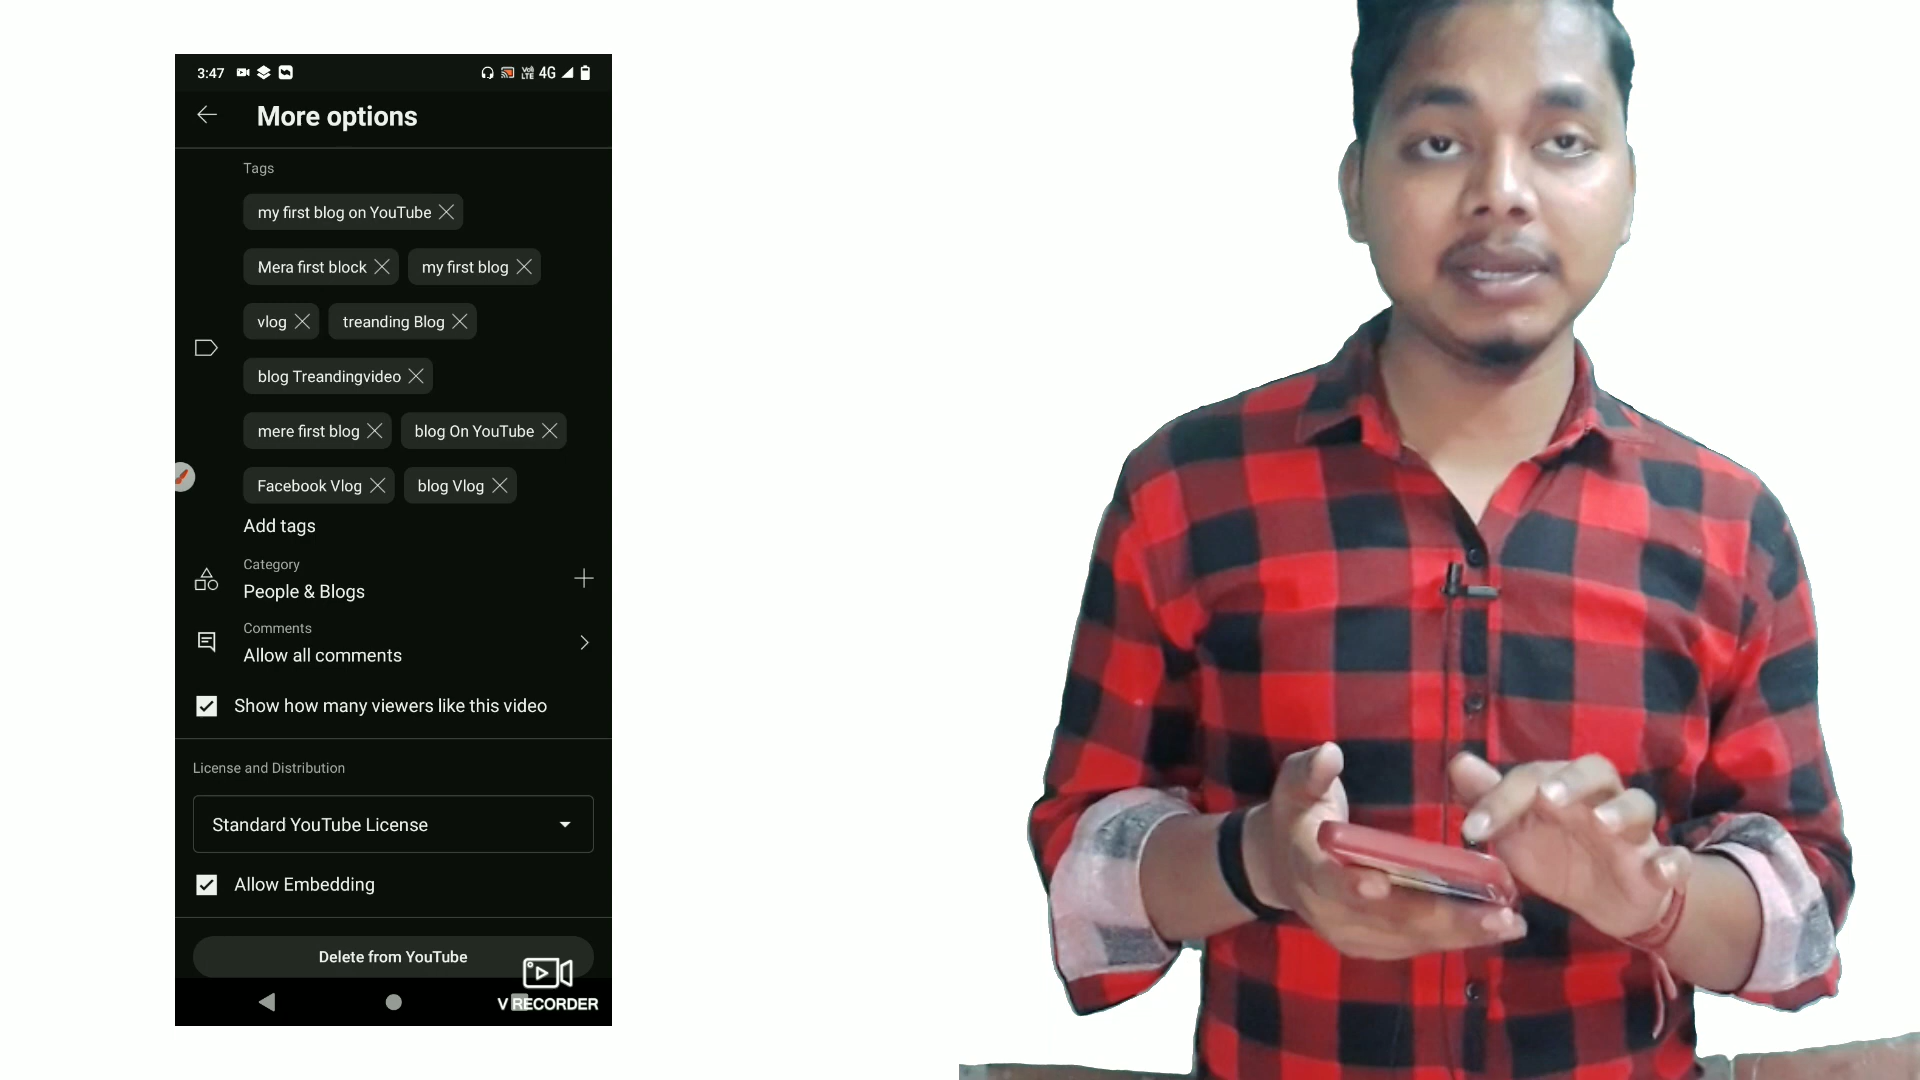 3:47 Vo) LTE 4G
More options
Tags
my first blog on YouTube
Mera first block my first blog
vlog treanding Blog
blog Treandingvideo
mere first blog blog On YouTube
Facebook Vlog blog Vlog
Add tags
Category
People & Blogs
Comments
Allow all comments
Show how many viewers like this video
License and Distribution
Standard YouTube License
Allow Embedding
Delete from YouTube
V RECORDER